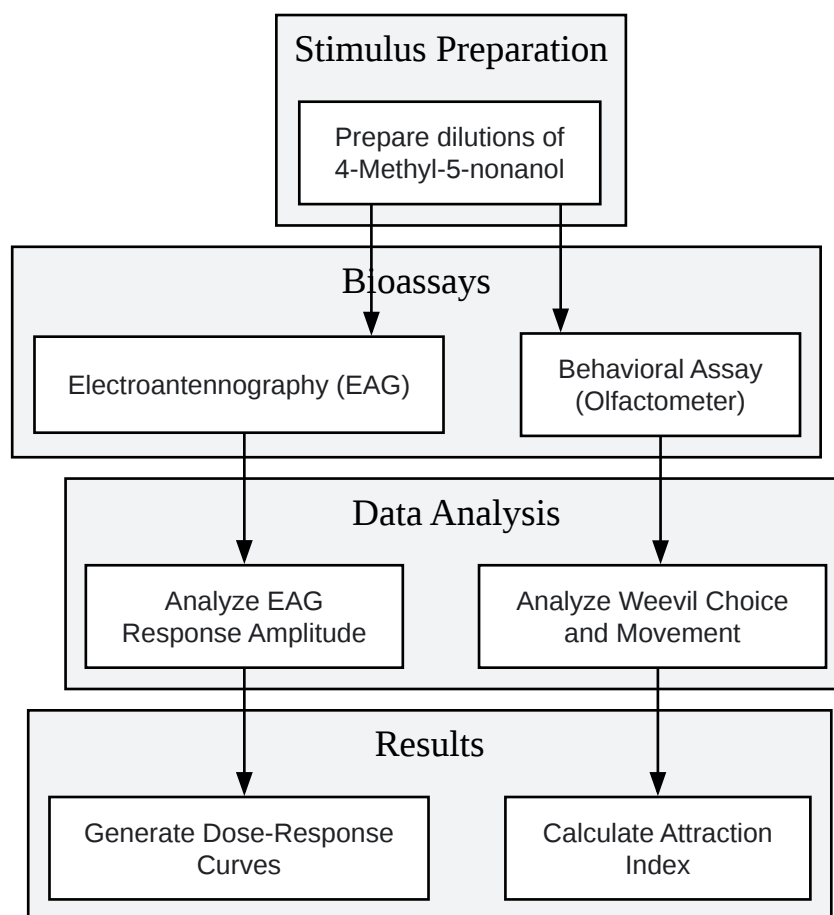 Stimulus Preparation
Prepare dilutions of
4-Methyl-5-nonanol
Bioassays
Electroantennography (EAG)
Behavioral Assay
(Olfactometer)
Data Analysis
Analyze EAG
Response Amplitude
Analyze Weevil Choice
and Movement
Results
Generate Dose-Response
Curves
Calculate Attraction
Index